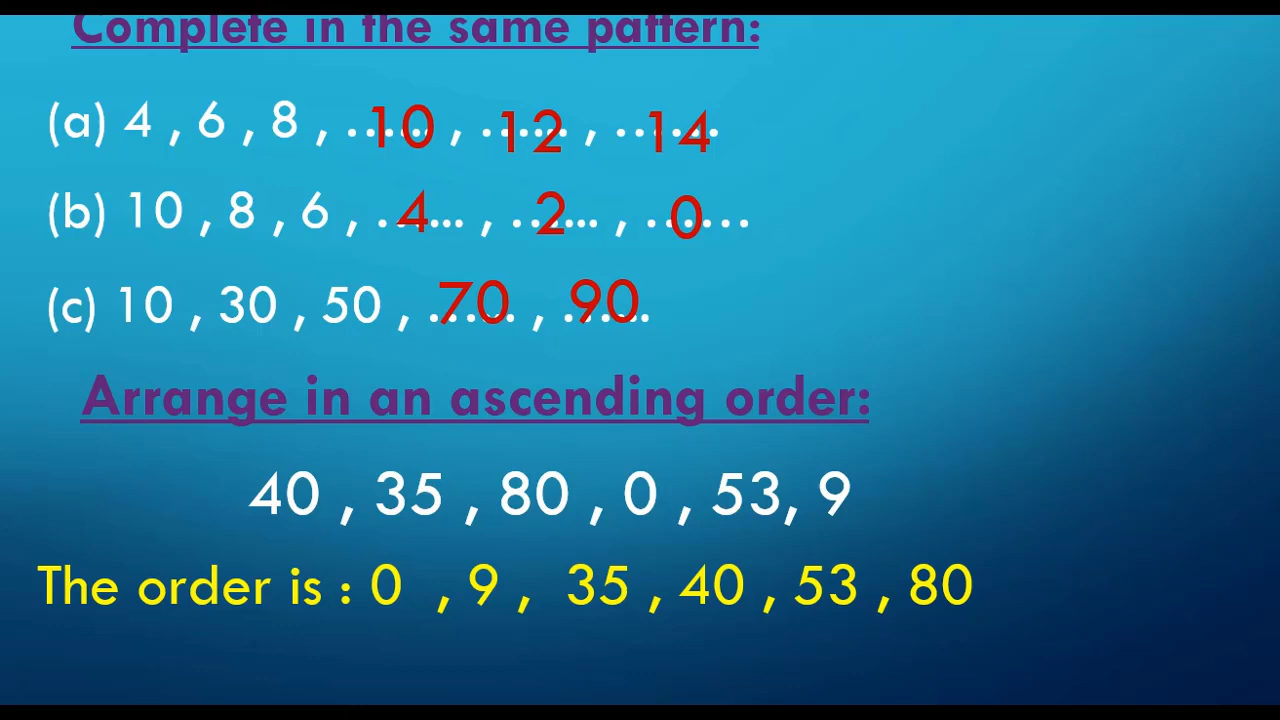 Complete in the same pattern:
(a) 4 , 6 , 8 , ...10... , ...12... , ...14...
(b) 10 , 8 , 6 , ...4... , ...2... , ...0...
(c) 10 , 30 , 50 , ...70... , ...90...
Arrange in an ascending order:
40 , 35 , 80 , 0 , 53, 9
The order is : 0 , 9 , 35 , 40 , 53 , 80